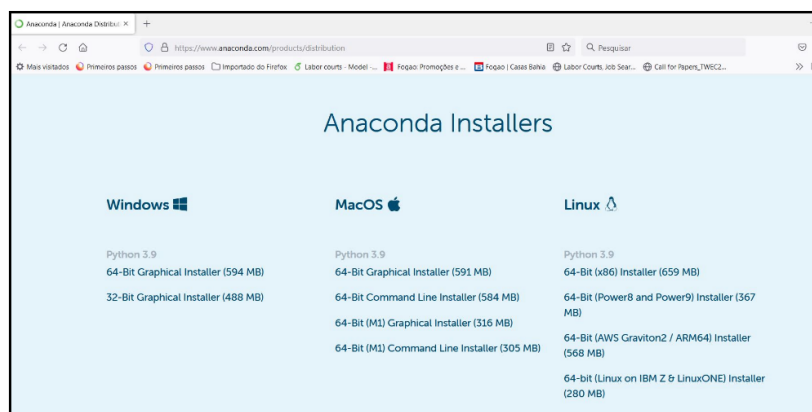 Anaconda | Anaconda Distribut × +
https://www.anaconda.com/products/distribution
Pesquisar
Mais visitados Primeiros passos Primeiros passos Importado do Firefox Labor courts - Model -... Fogao: Promoções e ... Fogao | Casas Bahia Labor Courts, Job Sear... Call for Papers_TWEC2...
Anaconda Installers
Windows
Python 3.9
64-Bit Graphical Installer (594 MB)
32-Bit Graphical Installer (488 MB)
MacOS
Python 3.9
64-Bit Graphical Installer (591 MB)
64-Bit Command Line Installer (584 MB)
64-Bit (M1) Graphical Installer (316 MB)
64-Bit (M1) Command Line Installer (305 MB)
Linux
Python 3.9
64-Bit (x86) Installer (659 MB)
64-Bit (Power8 and Power9) Installer (367
MB)
64-Bit (AWS Graviton2 / ARM64) Installer
(568 MB)
64-bit (Linux on IBM Z & LinuxONE) Installer
(280 MB)